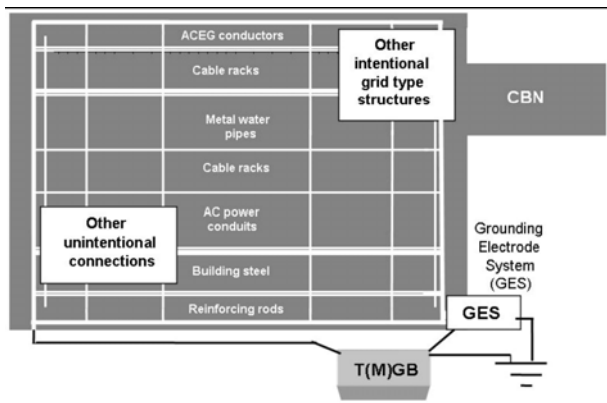 ACEG conductors
Other
intentional
grid type
structures
Cable racks
CBN
Metal water
pipes
Cable racks
AC power
conduits
Other
unintentional
connections
Grounding
Electrode
System
(GES)
Building steel
Reinforcing rods
GES
T(M)GB